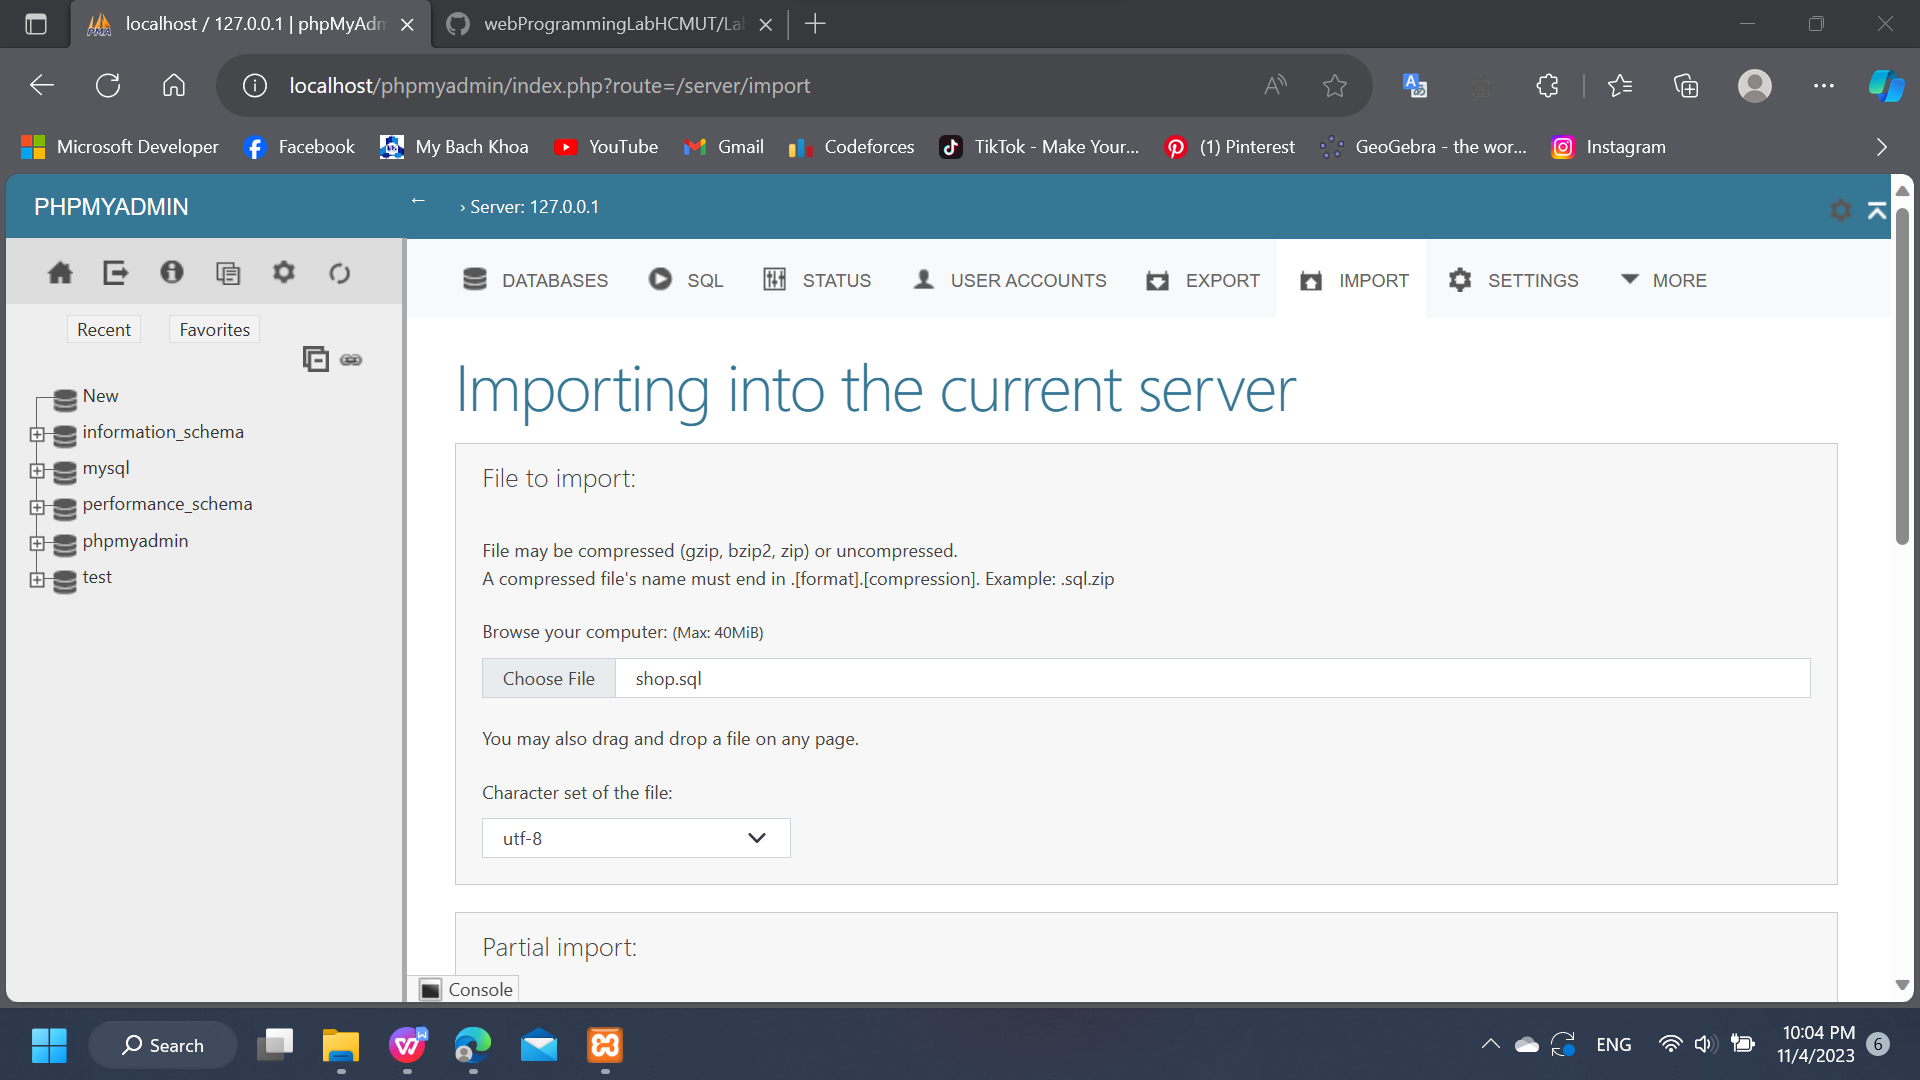 localhost / 127.0.0.1 | phpMyAdm
webProgrammingLabHCMUT/Lab
localhost/phpmyadmin/index.php?route=/server/import
Microsoft Developer
Facebook
My Bach Khoa
YouTube
Gmail
Codeforces
TikTok - Make Your...
(1) Pinterest
GeoGebra - the wor...
Instagram
PHPMYADMIN
←
› Server: 127.0.0.1
DATABASES
SQL
STATUS
USER ACCOUNTS
EXPORT
IMPORT
SETTINGS
MORE
Recent
Favorites
New
information_schema
mysql
performance_schema
phpmyadmin
test
Importing into the current server
File to import:
File may be compressed (gzip, bzip2, zip) or uncompressed.
A compressed file's name must end in .[format].[compression]. Example: .sql.zip
Browse your computer: (Max: 40MiB)
Choose File
shop.sql
You may also drag and drop a file on any page.
Character set of the file:
utf-8
Partial import:
Console
Search
ENG
10:04 PM
11/4/2023
6